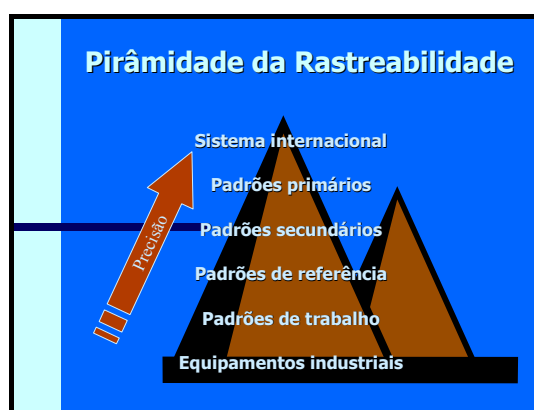 Pirâmidade da Rastreabilidade
Sistema internacional
Padrões primários
Padrões secundários
Padrões de referência
Padrões de trabalho
Equipamentos industriais
Precisão